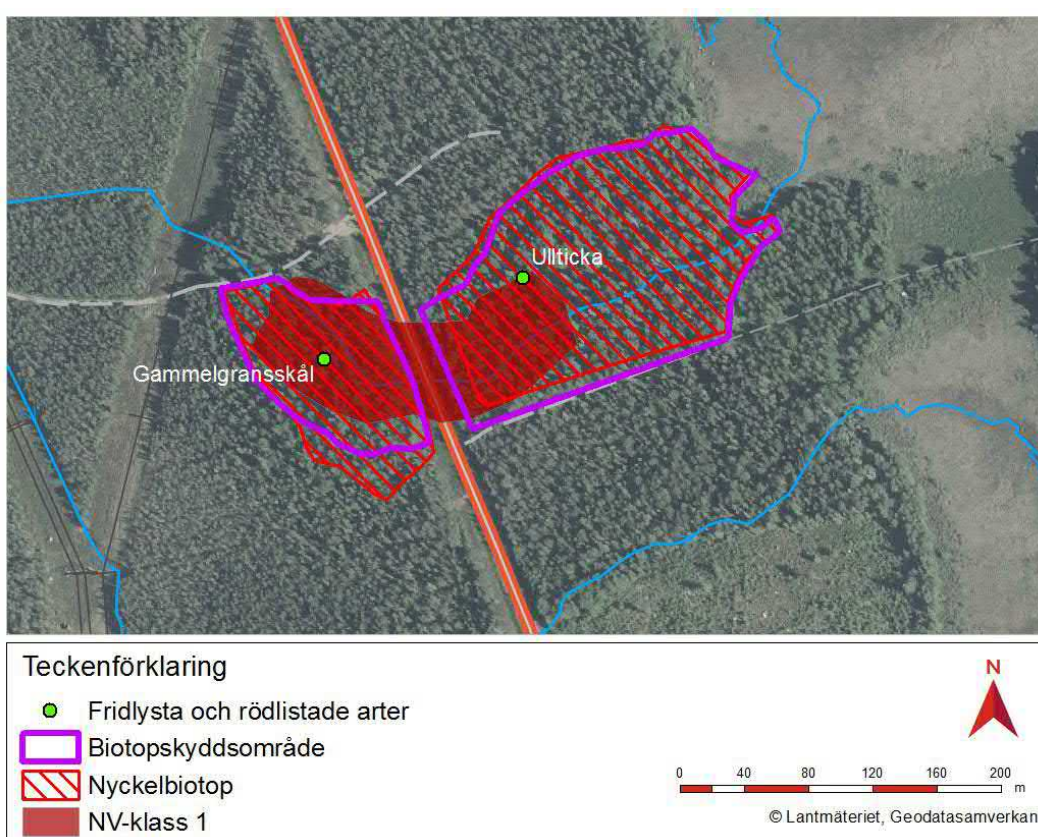 Ullticka
Gammelgransskål
Teckenförklaring
Fridlysta och rödlistade arter
Biotopskyddsområde
Nyckelbiotop
NV-klass 1
N
0 40 80 120 160 200
m
© Lantmäteriet, Geodatasamverkan